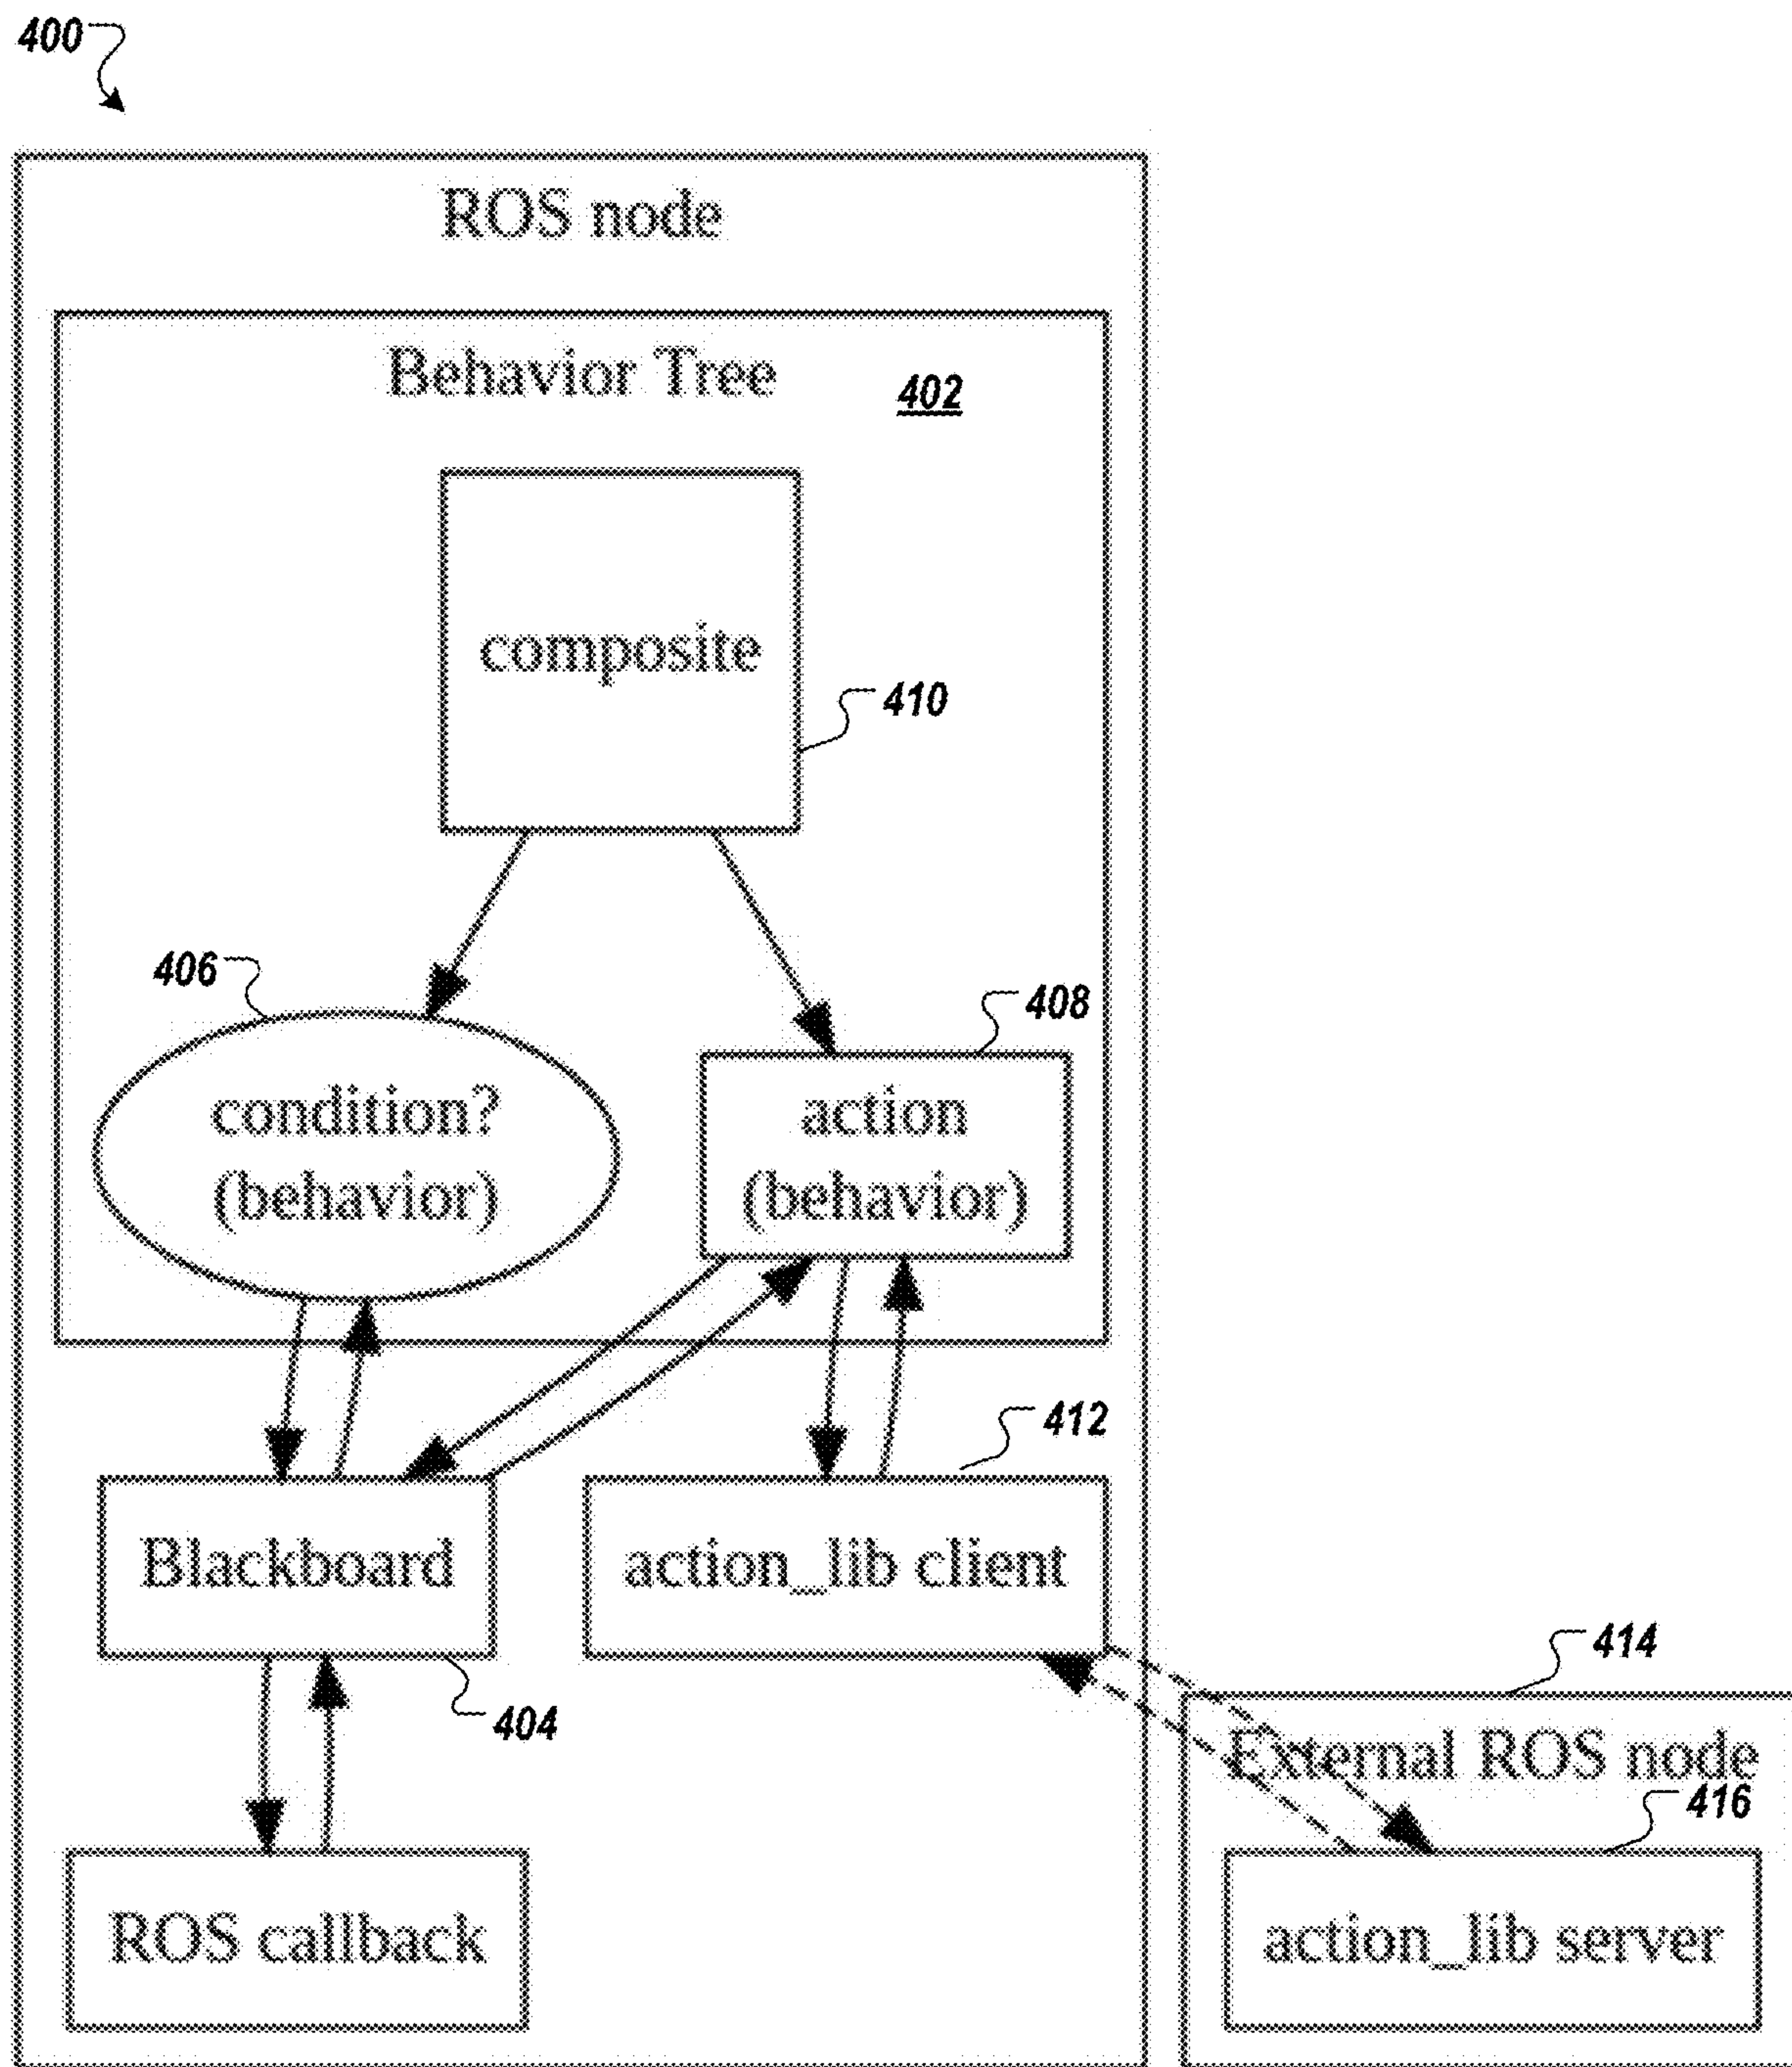 400
ROS node
Behavior Tree
402
composite
410
406
408
condition?
(behavior)
action
(behavior)
412
Blackboard
action_lib client
404
414
External ROS node
416
ROS callback
action_lib server